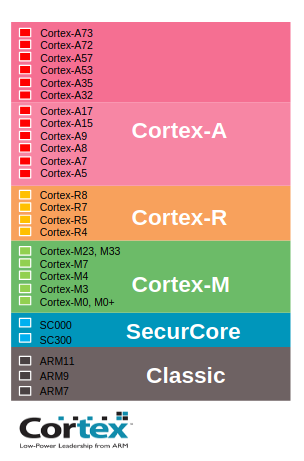 Cortex-A73
Cortex-A72
Cortex-A57
Cortex-A53
Cortex-A35
Cortex-A32
Cortex-A17
Cortex-A15
Cortex-A9
Cortex-A8
Cortex-A7
Cortex-A5
Cortex-A
Cortex-R8
Cortex-R7
Cortex-R5
Cortex-R4
Cortex-R
Cortex-M23, M33
Cortex-M7
Cortex-M4
Cortex-M3
Cortex-M0, M0+
Cortex-M
SC000
SC300
SecurCore
ARM11
ARM9
ARM7
Classic
Cortex
Low-Power Leadership from ARM